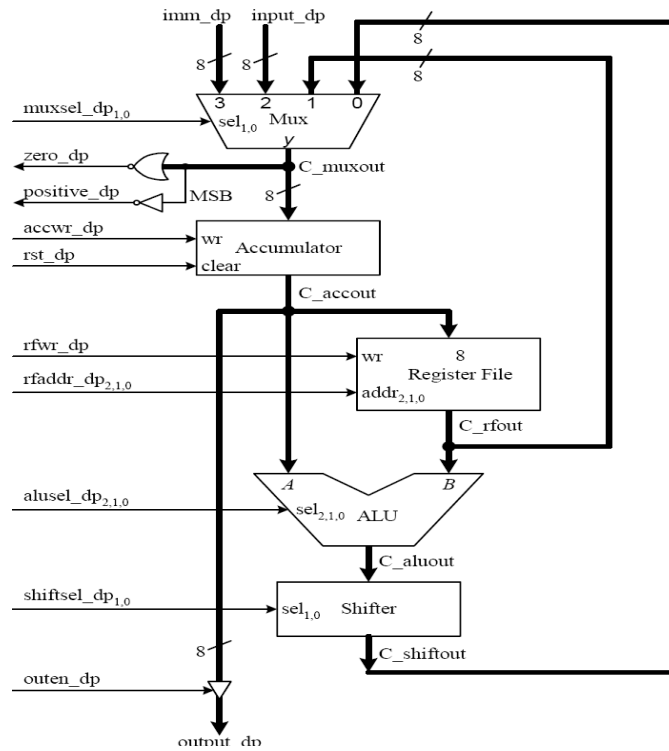 imm_dp input_dp
8 8 8 8
3 2 1 0
muxsel_dp1,0 sel1,0 Mux
y
zero_dp C_muxout
positive_dp MSB 8
accwr_dp wr Accumulator
rst_dp clear
C_accout
rfwr_dp wr 8
Register File
rfaddr_dp2,1,0 addr2,1,0
C_rfout
A B
alusel_dp2,1,0 sel2,1,0 ALU
C_aluout
shiftsel_dp1,0 sel1,0 Shifter
8 C_shiftout
outen_dp
output_dp